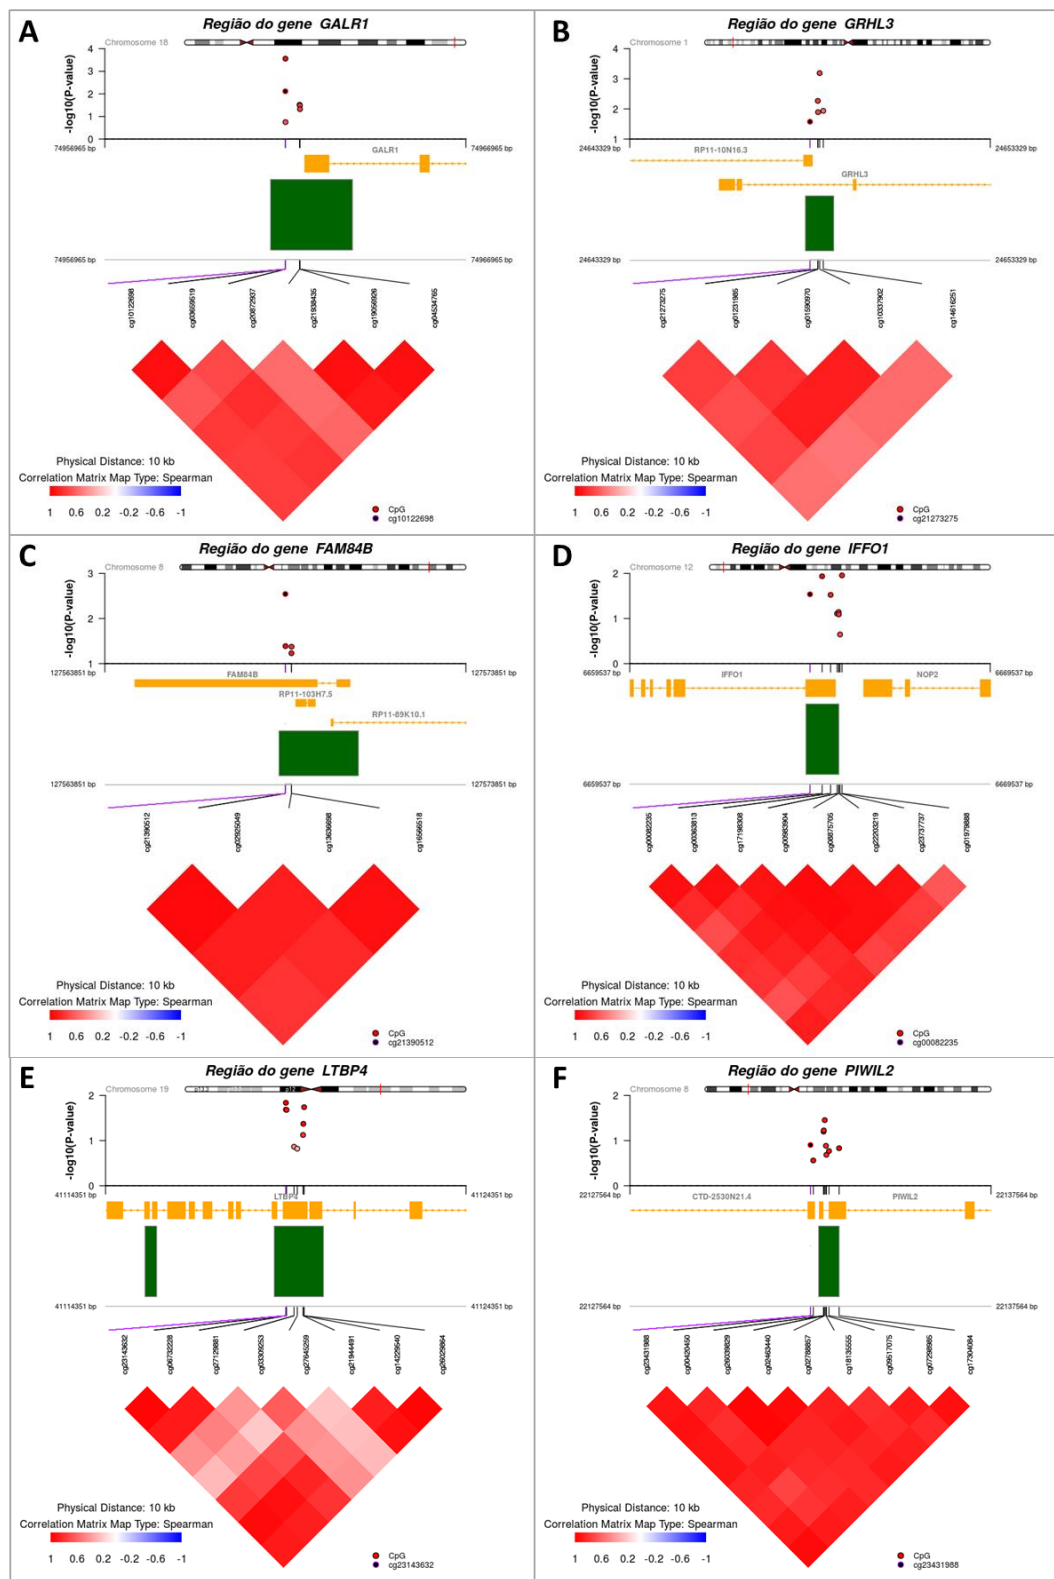 A
Região do gene GALR1
Chromosome 18
-log10(P-value)
4
3
2
1
0
74956965 bp
74966965 bp
GALR1
74956965 bp
74966965 bp
cg10122698
cg03659519
cg20872937
cg21938435
cg19056926
cg04534765
Physical Distance: 10 kb
Correlation Matrix Map Type: Spearman
1 0.6 0.2 -0.2 -0.6 -1
CpG
cg10122698
B
Região do gene GRHL3
Chromosome 1
-log10(P-value)
4
3
2
1
24643329 bp
24653329 bp
RP11-10N16.3
GRHL3
24643329 bp
24653329 bp
cg21273275
cg01231985
cg01590970
cg10337902
cg14616251
Physical Distance: 10 kb
Correlation Matrix Map Type: Spearman
1 0.6 0.2 -0.2 -0.6 -1
CpG
cg21273275
C
Região do gene FAM84B
Chromosome 8
-log10(P-value)
3
2
1
127563851 bp
127573851 bp
FAM84B
RP11-103H7.5
RP11-89K10.1
127563851 bp
127573851 bp
cg21390512
cg02925049
cg13636698
cg16566518
Physical Distance: 10 kb
Correlation Matrix Map Type: Spearman
1 0.6 0.2 -0.2 -0.6 -1
CpG
cg21390512
D
Região do gene IFFO1
Chromosome 12
-log10(P-value)
2
1
0
6659537 bp
6669537 bp
IFFO1
NOP2
6659537 bp
6669537 bp
cg00082235
cg00363813
cg17198308
cg00983904
cg08875705
cg22203219
cg23737737
cg01979888
Physical Distance: 10 kb
Correlation Matrix Map Type: Spearman
1 0.6 0.2 -0.2 -0.6 -1
CpG
cg00082235
E
Região do gene LTBP4
Chromosome 19
p13.2
p12
-log10(P-value)
2
1
0
41114351 bp
41124351 bp
LTBP4
41114351 bp
41124351 bp
cg23143632
cg06732228
cg27129981
cg03309253
cg27645259
cg21944491
cg14229540
cg26029864
Physical Distance: 10 kb
Correlation Matrix Map Type: Spearman
1 0.6 0.2 -0.2 -0.6 -1
CpG
cg23143632
F
Região do gene PIWIL2
Chromosome 8
-log10(P-value)
2
1
0
22127564 bp
22137564 bp
CTD-2530N21.4
PIWIL2
22127564 bp
22137564 bp
cg23431988
cg00420450
cg26039829
cg02463440
cg02788857
cg18135555
cg09517075
cg07298985
cg17304084
Physical Distance: 10 kb
Correlation Matrix Map Type: Spearman
1 0.6 0.2 -0.2 -0.6 -1
CpG
cg23431988